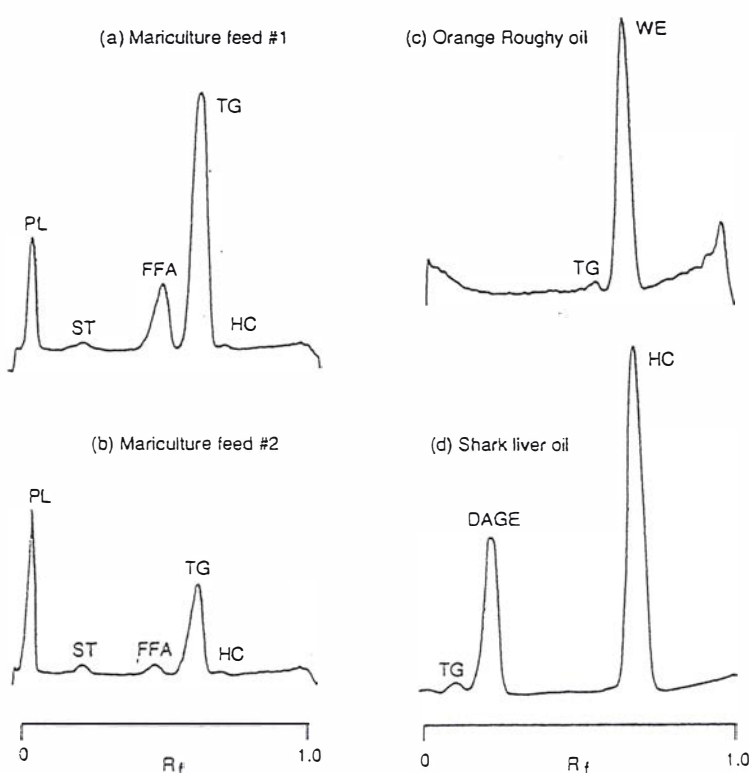 (a) Mariculture feed #1
TG
PL
FFA
ST
HC
(b) Mariculture feed #2
PL
TG
ST
FFA
HC
0
Rf
1.0
(c) Orange Roughy oil
WE
TG
(d) Shark liver oil
HC
DAGE
TG
0
Rf
1.0